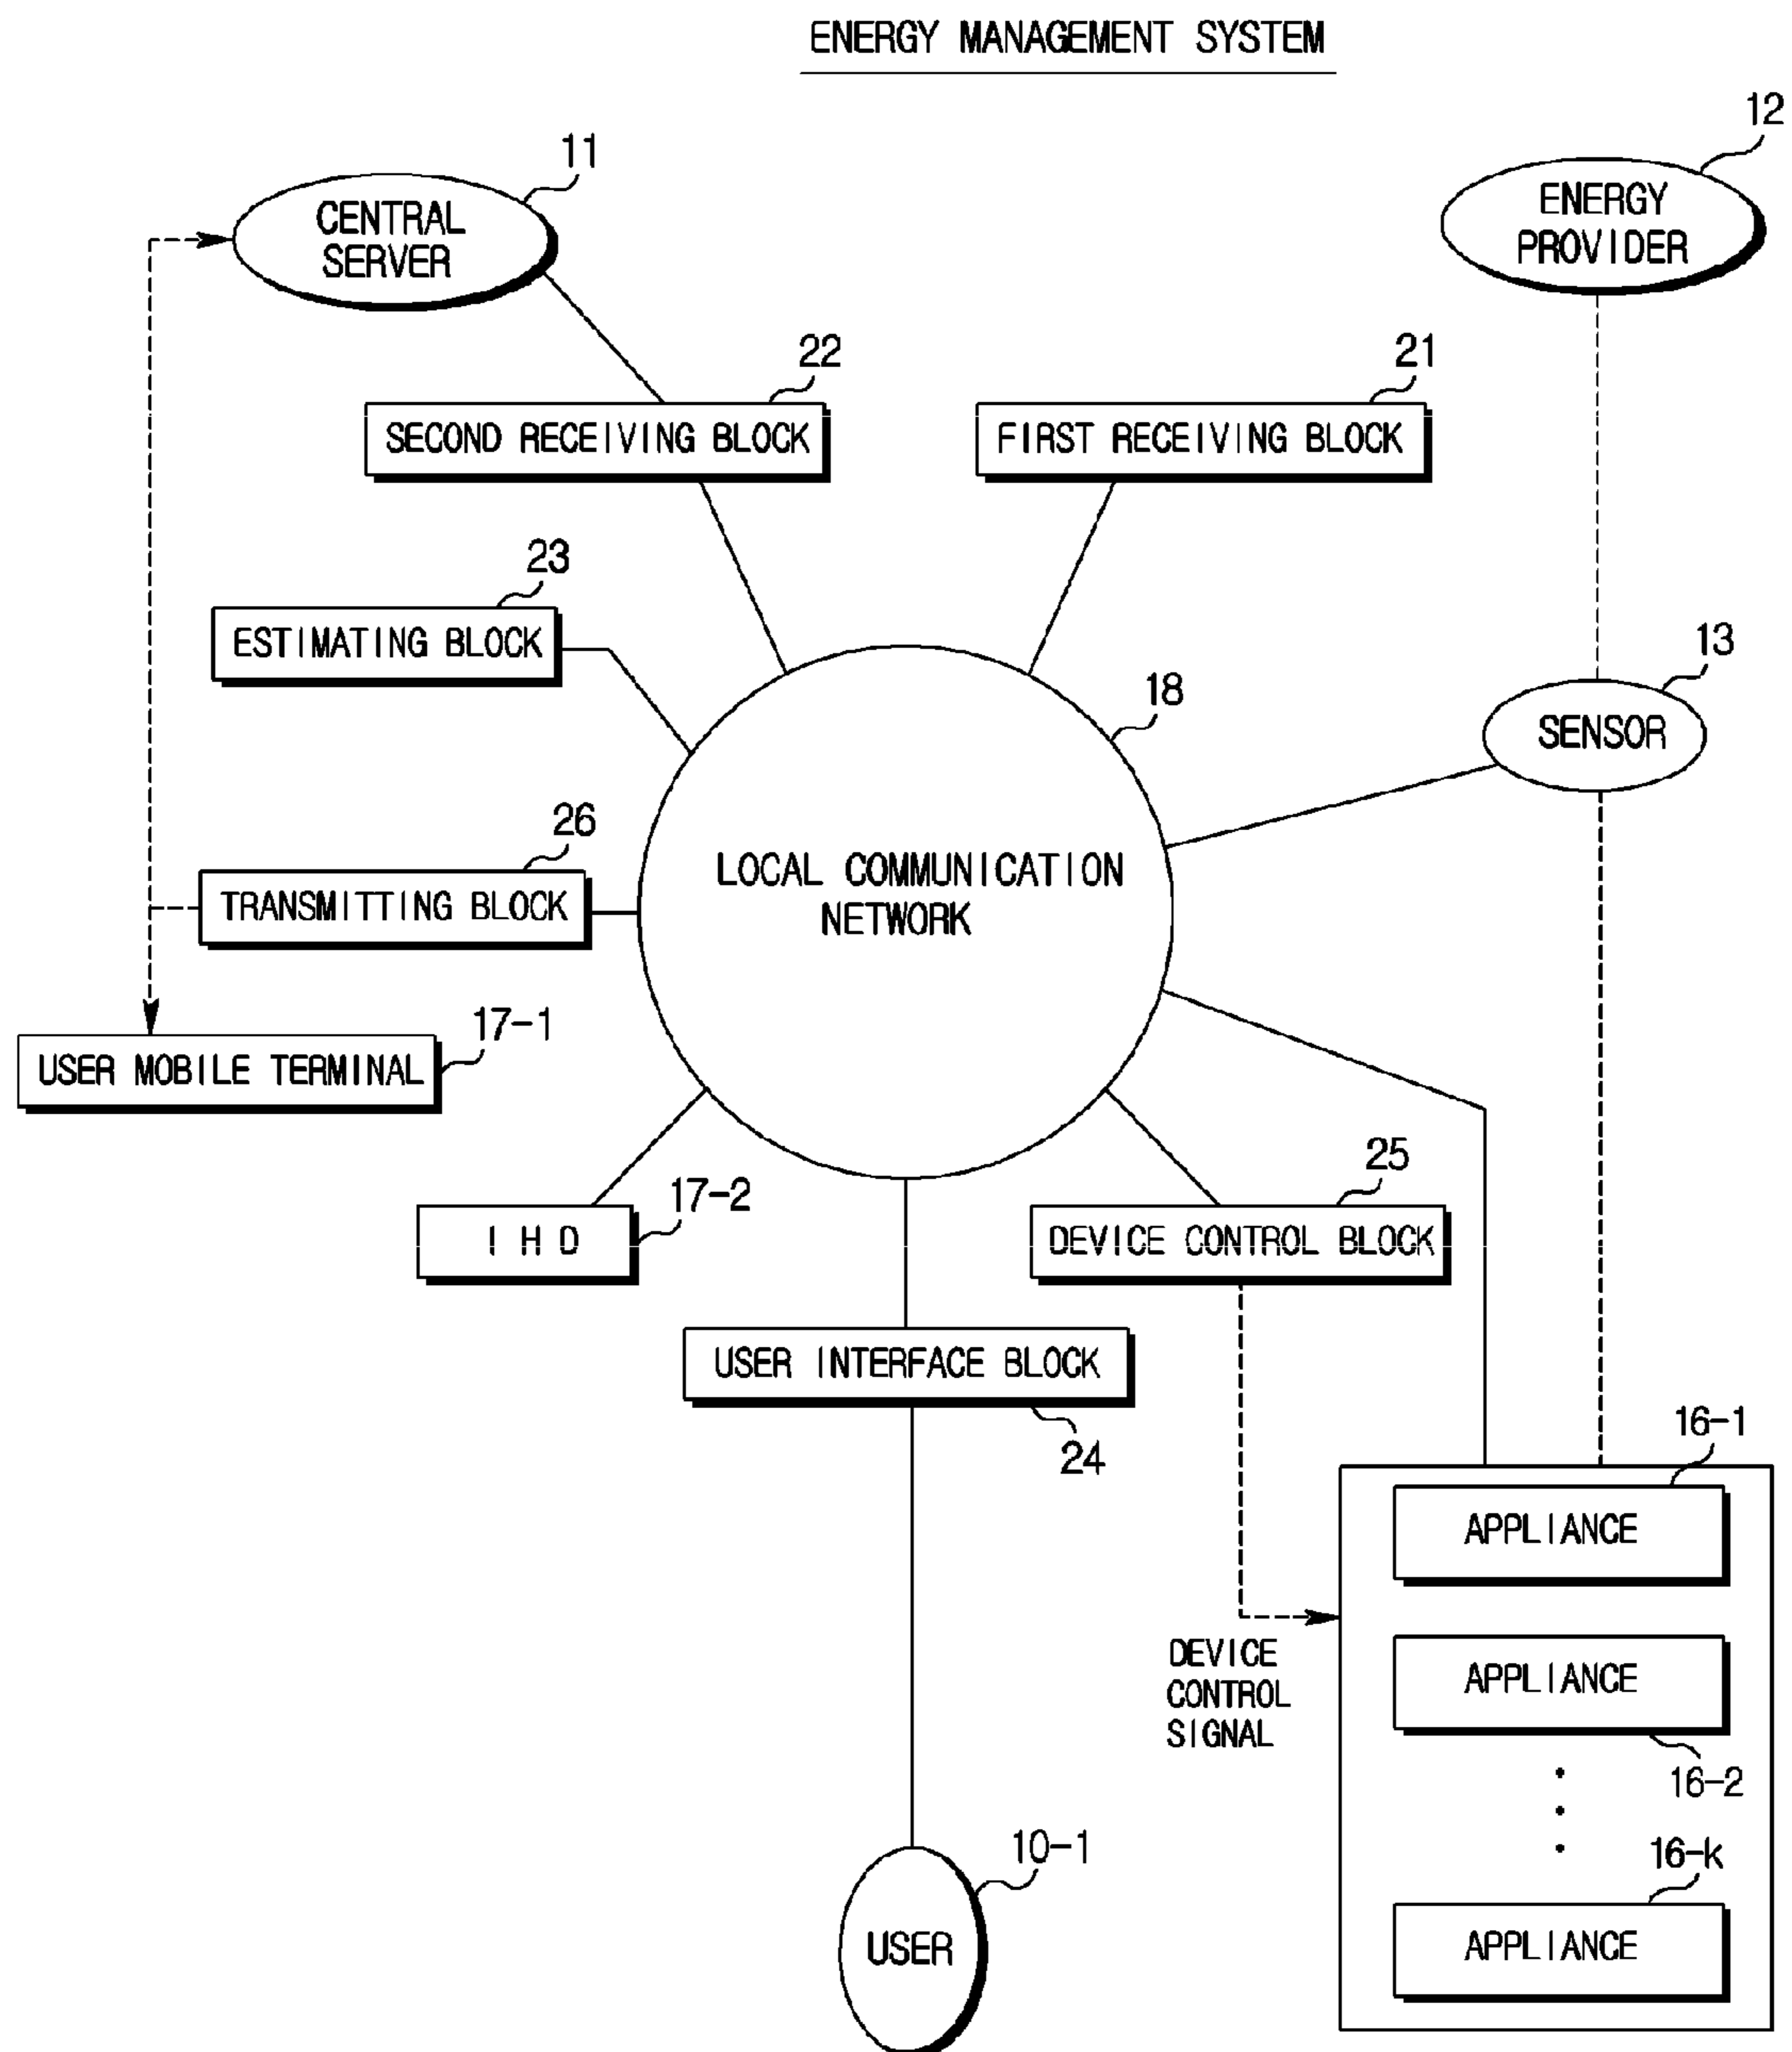 ENERGY MANAGEMENT SYSTEM
12
11
ENERGY
PROVIDER
CENTRAL
SERVER
22
21
SECOND RECEIVING BLOCK
FIRST RECEIVING BLOCK
23
ESTIMATING BLOCK
13
SENSOR
18
26
LOCAL COMMUNICATION
NETWORK
TRANSMITTING BLOCK
17-1
USER MOBILE TERMINAL
25
17-2
I H D
DEVICE CONTROL BLOCK
USER INTERFACE BLOCK
24
16-1
APPLIANCE
DEVICE
CONTROL
SIGNAL
APPLIANCE
16-2
10-1
16-k
USER
APPLIANCE